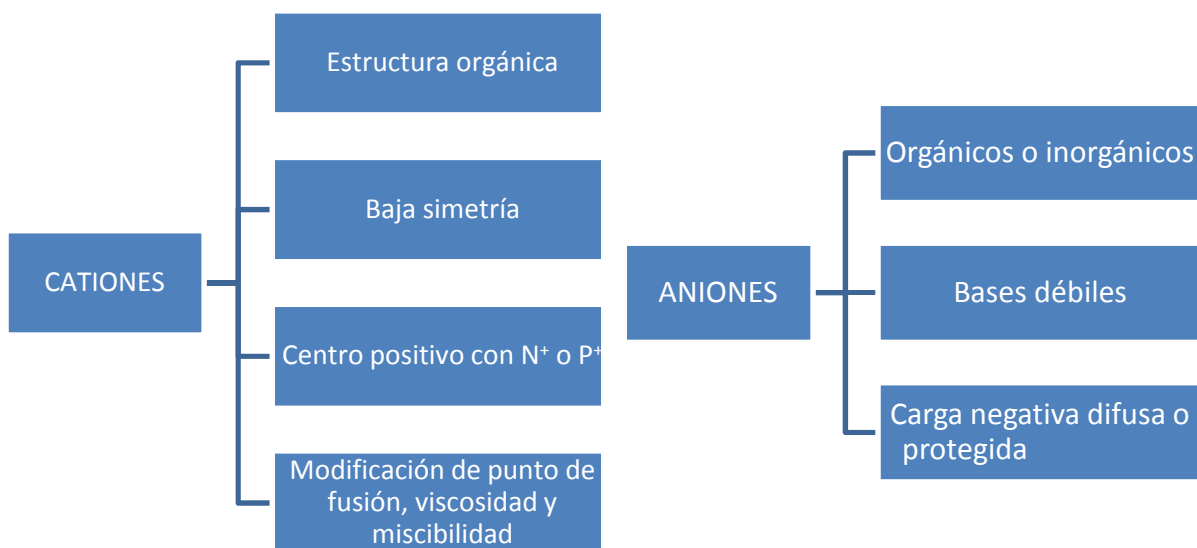 CATIONES
Estructura orgánica
Baja simetría
Centro positivo con N⁺ o P⁺
Modificación de punto de
fusión, viscosidad y
miscibilidad
ANIONES
Orgánicos o inorgánicos
Bases débiles
Carga negativa difusa o
protegida